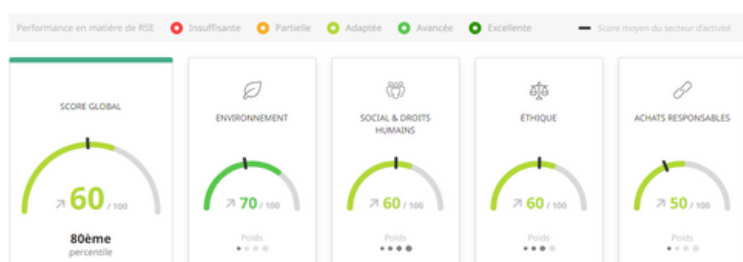 Performance en matière de RSE Insuffisante Partielle Adaptée Avancée Excellente Score moyen du secteur d'activité
SCORE GLOBAL
60 / 100
80ème
percentile
ENVIRONNEMENT
70 / 100
Poids
SOCIAL & DROITS
HUMAINS
60 / 100
Poids
ÉTHIQUE
60 / 100
Poids
ACHATS RESPONSABLES
50 / 100
Poids